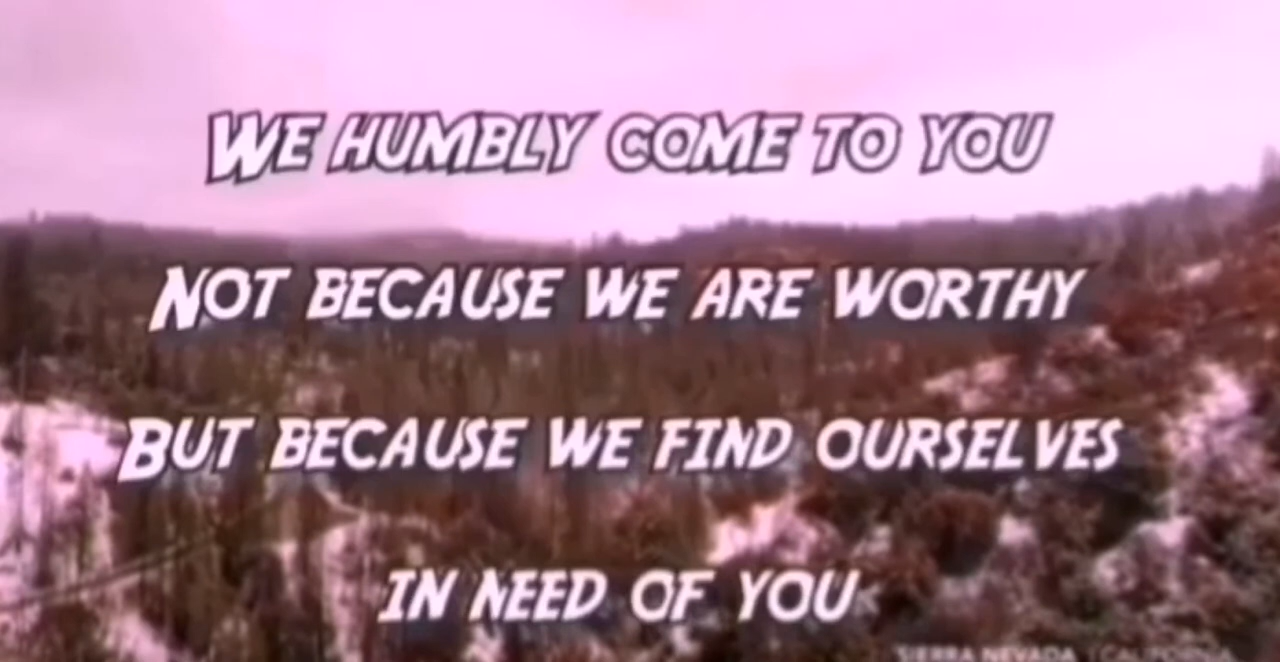 WE HUMBLY COME TO YOU
NOT BECAUSE WE ARE WORTHY
BUT BECAUSE WE FIND OURSELVES
IN NEED OF YOU
SIERRA NEVADA | CALIFORNIA